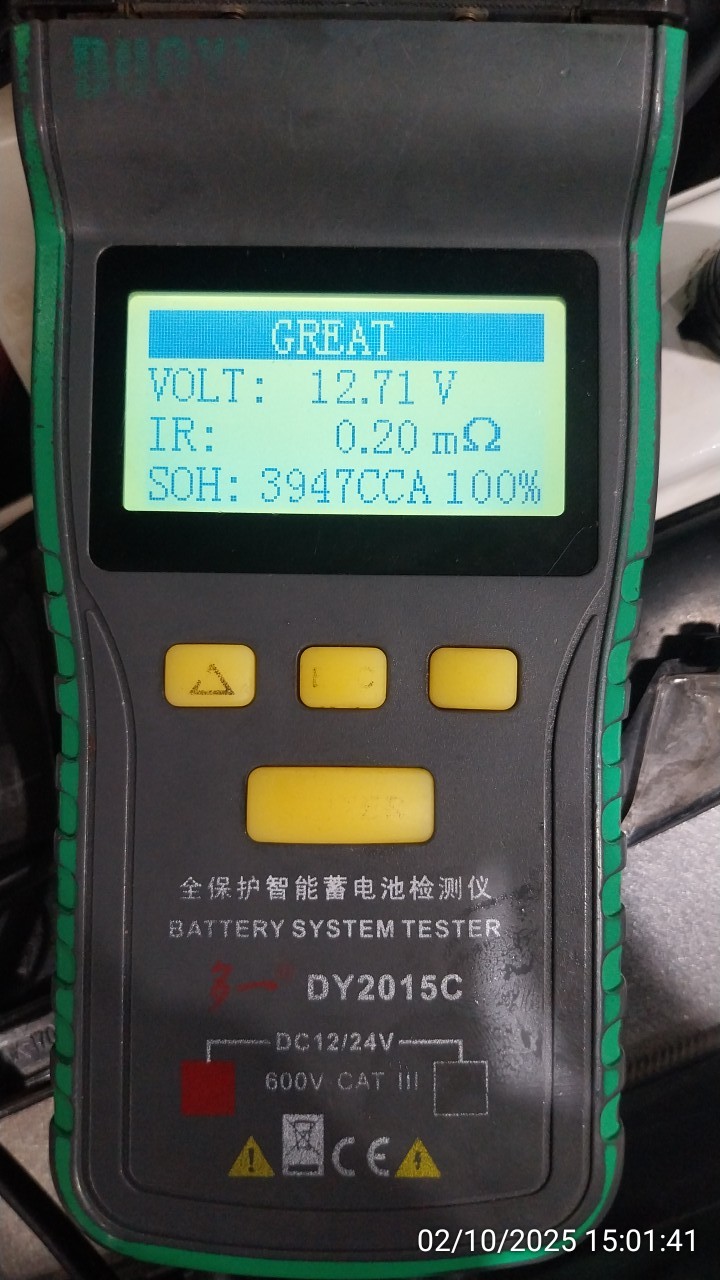 GREAT
VOLT: 12.71 V
IR: 0.20 mΩ
SOH: 3947CCA 100%
全保护智能蓄电池检测仪
BATTERY SYSTEM TESTER
DY2015C
DC12/24V
600V CAT III
CE
02/10/2025 15:01:41